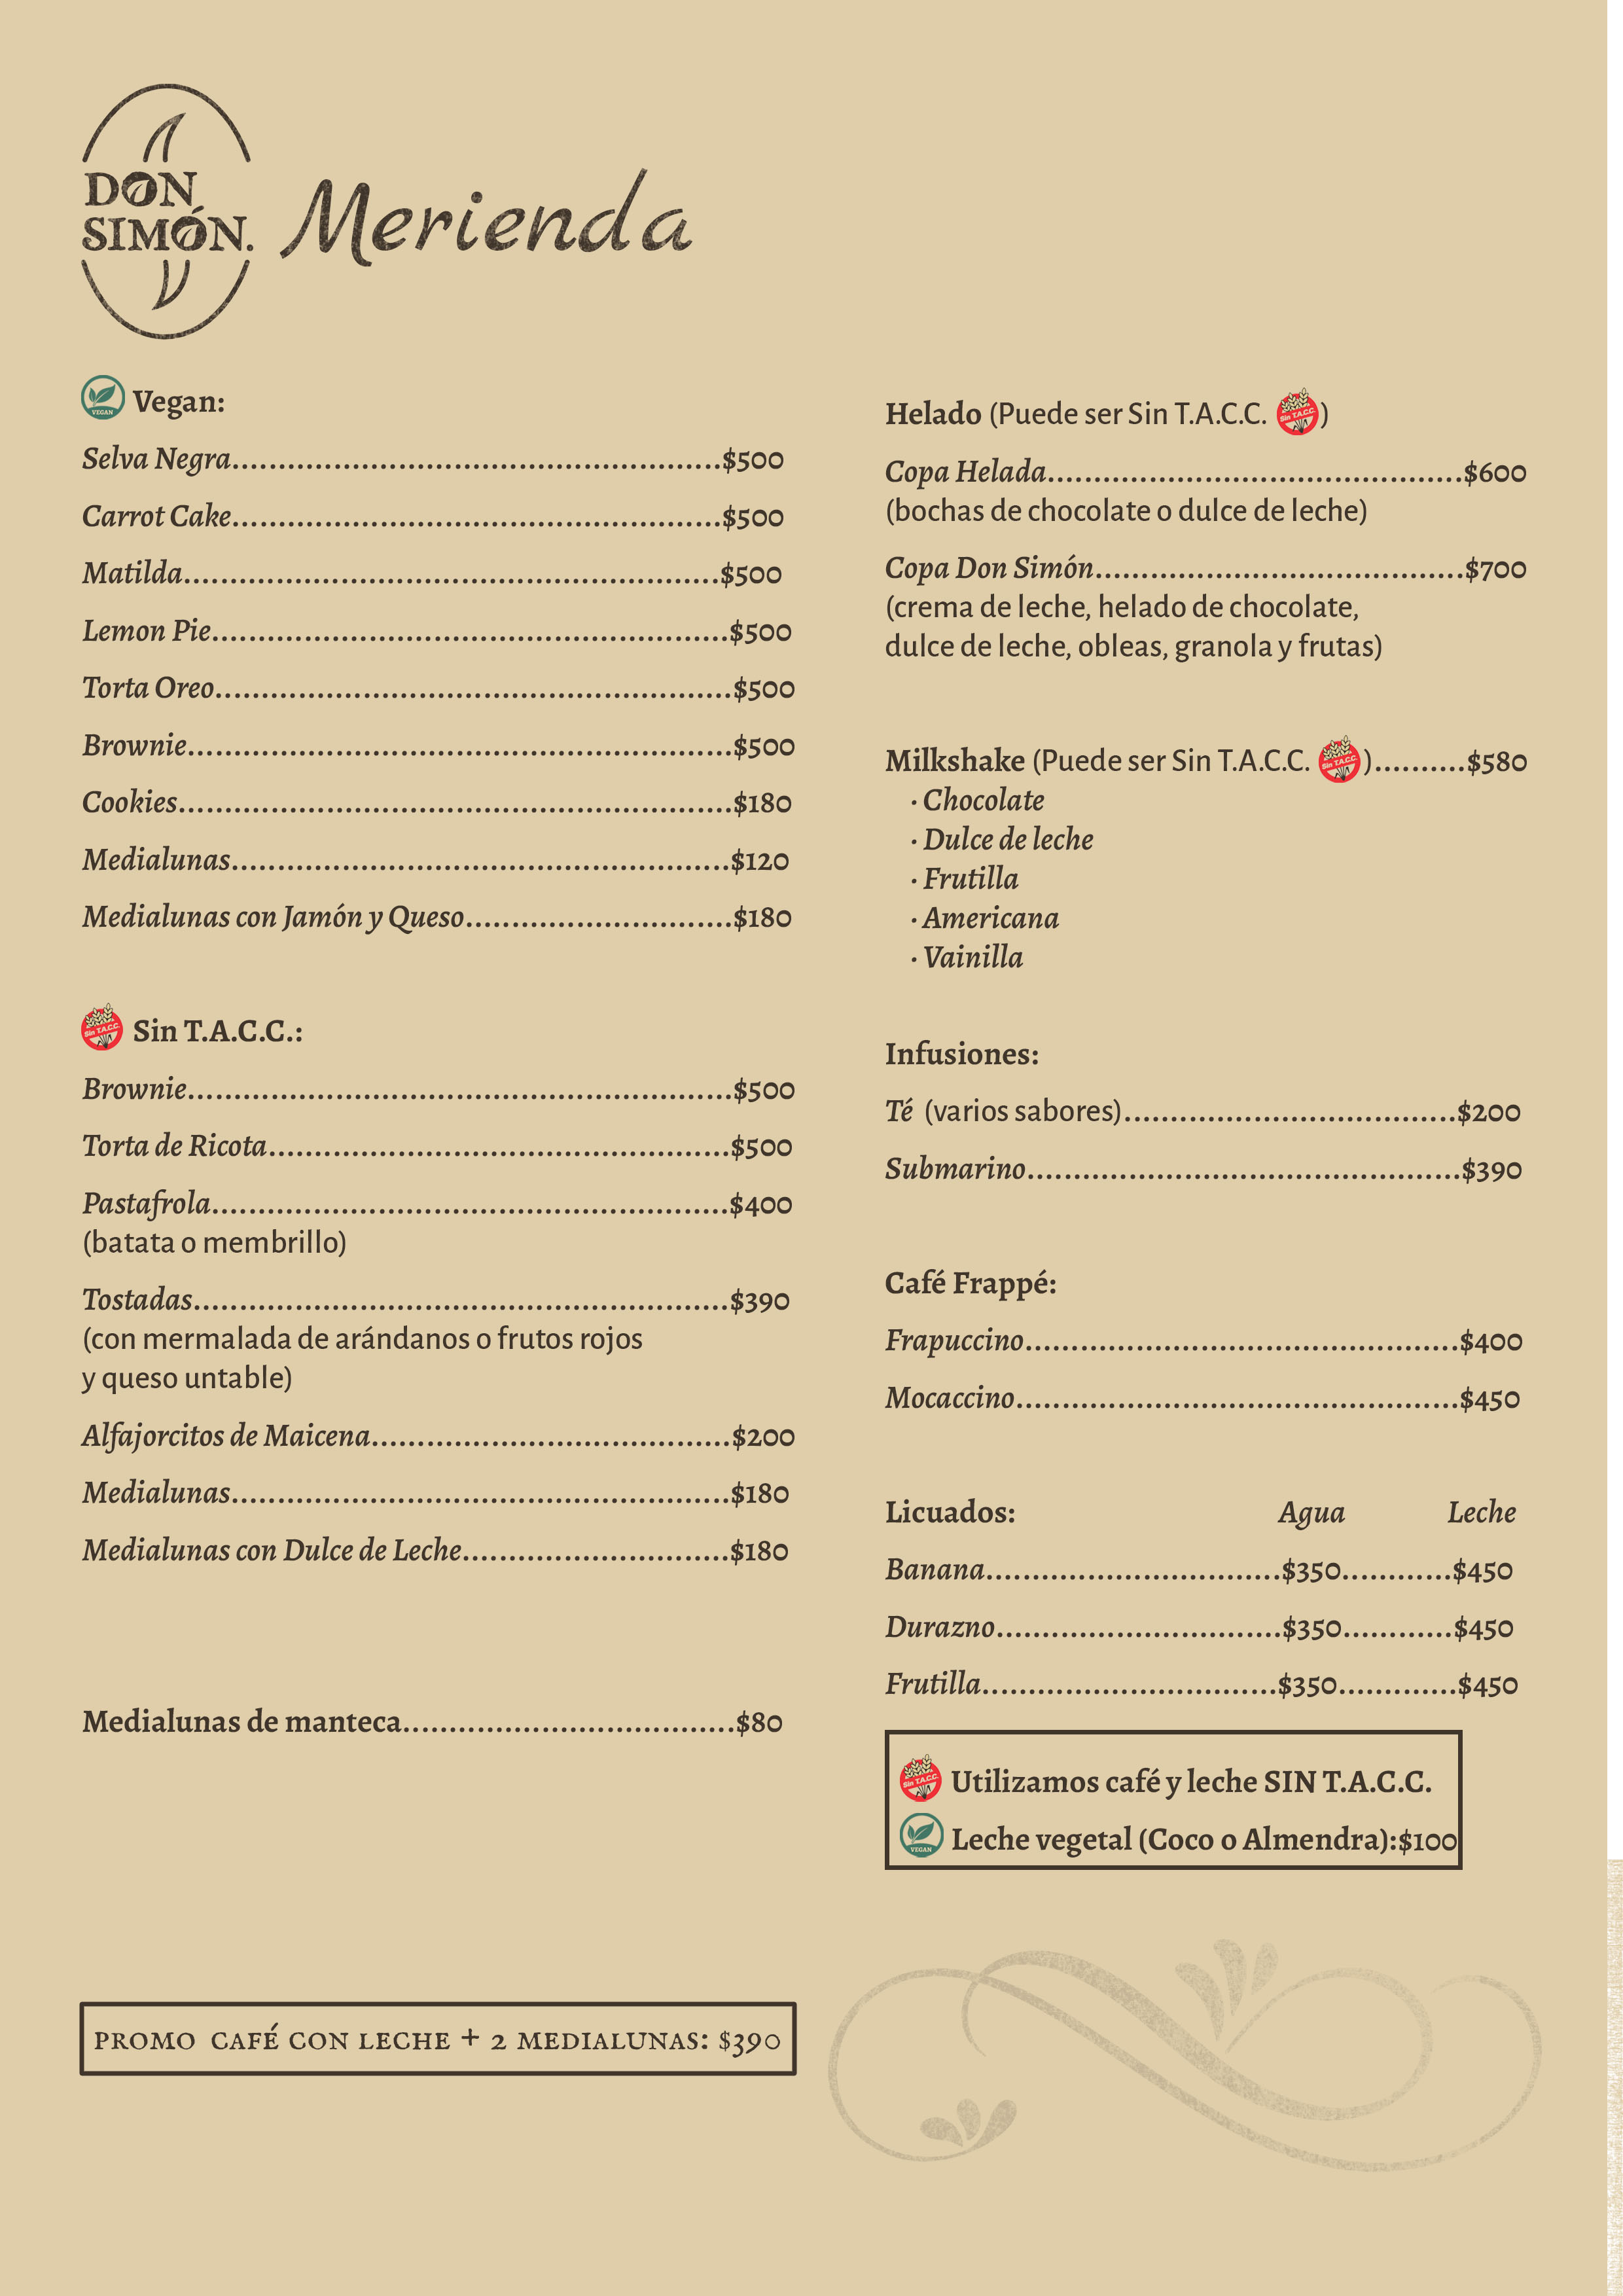 DON
SIMÓN.
Merienda
VEGAN
Vegan:
Selva Negra.....................................................$500
Carrot Cake.....................................................$500
Matilda..........................................................$500
Lemon Pie........................................................$500
Torta Oreo........................................................$500
Brownie...........................................................$500
Cookies............................................................$180
Medialunas......................................................$120
Medialunas con Jamón y Queso.............................$180
Sin T.A.C.C.
Sin T.A.C.C.:
Brownie...........................................................$500
Torta de Ricota..................................................$500
Pastafrola........................................................$400
(batata o membrillo)
Tostadas..........................................................$390
(con mermalada de arándanos o frutos rojos
y queso untable)
Alfajorcitos de Maicena.......................................$200
Medialunas......................................................$180
Medialunas con Dulce de Leche.............................$180
Medialunas de manteca....................................$80
PROMO CAFÉ CON LECHE + 2 MEDIALUNAS: $390
Helado (Puede ser Sin T.A.C.C. Sin T.A.C.C. )
Copa Helada.............................................$600
(bochas de chocolate o dulce de leche)
Copa Don Simón........................................$700
(crema de leche, helado de chocolate,
dulce de leche, obleas, granola y frutas)
Milkshake (Puede ser Sin T.A.C.C. Sin T.A.C.C. )..........$580
· Chocolate
· Dulce de leche
· Frutilla
· Americana
· Vainilla
Infusiones:
Té (varios sabores)....................................$200
Submarino...............................................$390
Café Frappé:
Frapuccino...............................................$400
Mocaccino................................................$450
Licuados: Agua Leche
Banana................................$350............$450
Durazno...............................$350............$450
Frutilla................................$350.............$450
Sin T.A.C.C. Utilizamos café y leche SIN T.A.C.C.
VEGAN Leche vegetal (Coco o Almendra):$100